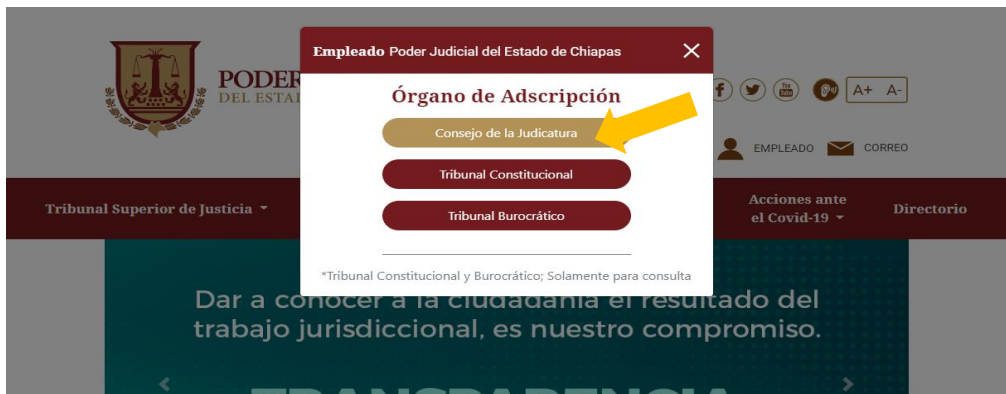 Empleado Poder Judicial del Estado de Chiapas
PODER
DEL ESTA
Órgano de Adscripción
A+ A-
Consejo de la Judicatura
EMPLEADO
CORREO
Tribunal Constitucional
Tribunal Superior de Justicia
Tribunal Burocrático
Acciones ante
el Covid-19
Directorio
*Tribunal Constitucional y Burocrático; Solamente para consulta
Dar a conocer a la ciudadanía el resultado del
trabajo jurisdiccional, es nuestro compromiso.
TRANSPARENCIA